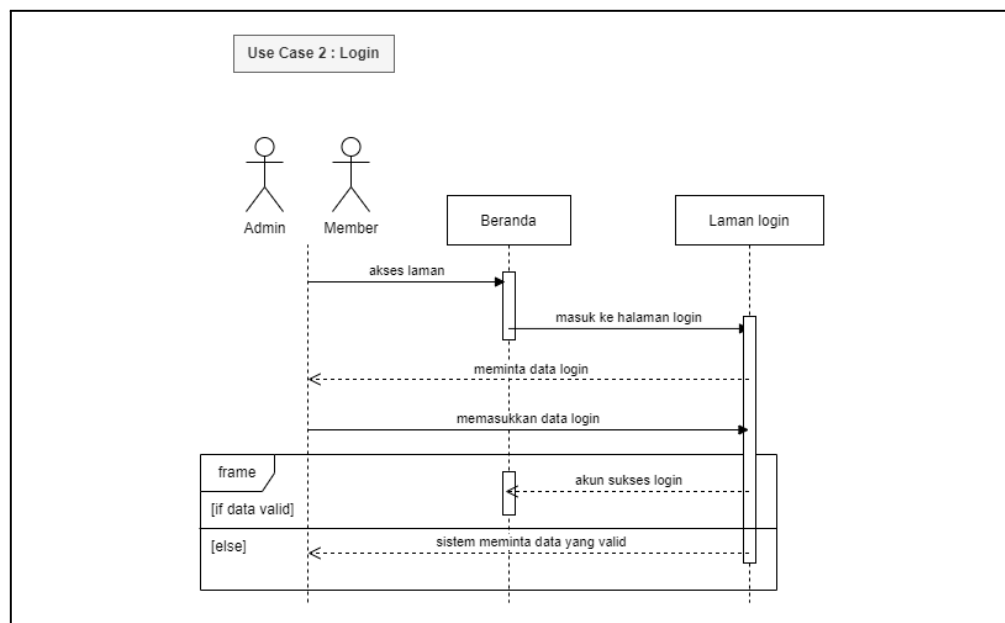 Use Case 2 : Login
Admin
Member
Beranda
Laman login
akses laman
masuk ke halaman login
meminta data login
memasukkan data login
frame
akun sukses login
[if data valid]
[else]
sistem meminta data yang valid